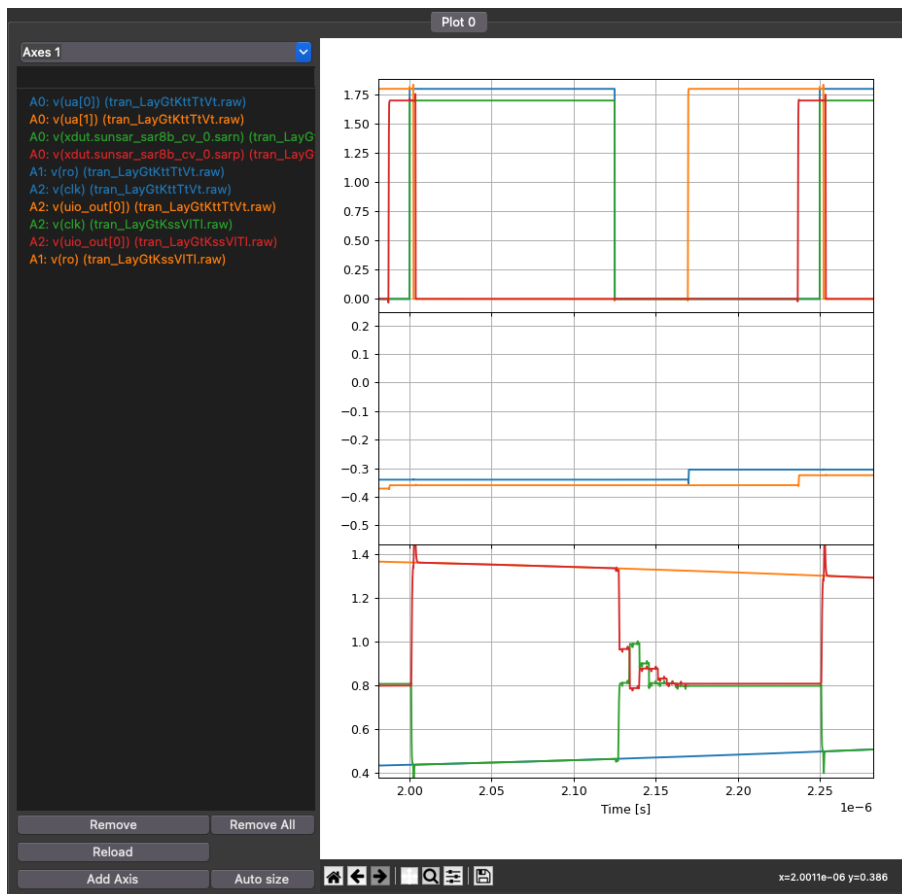 Plot 0
Axes 1
A0: v(ua[0]) (tran_LayGtKttTtVt.raw)
A0: v(ua[1]) (tran_LayGtKttTtVt.raw)
A0: v(xdut.sunsar_sar8b_cv_0.sarn) (tran_LayGt
A0: v(xdut.sunsar_sar8b_cv_0.sarp) (tran_LayG
A1: v(ro) (tran_LayGtKttTtVt.raw)
A2: v(clk) (tran_LayGtKttTtVt.raw)
A2: v(uio_out[0]) (tran_LayGtKttTtVt.raw)
A2: v(clk) (tran_LayGtKssVlTl.raw)
A2: v(uio_out[0]) (tran_LayGtKssVlTl.raw)
A1: v(ro) (tran_LayGtKssVlTl.raw)
Remove
Remove All
Reload
Add Axis
Auto size
1.75
1.50
1.25
1.00
0.75
0.50
0.25
0.00
0.2
0.1
0.0
−0.1
−0.2
−0.3
−0.4
−0.5
1.4
1.2
1.0
0.8
0.6
0.4
2.00 2.05 2.10 2.15 2.20 2.25
Time [s]
1e−6
x=2.0011e-06 y=0.386